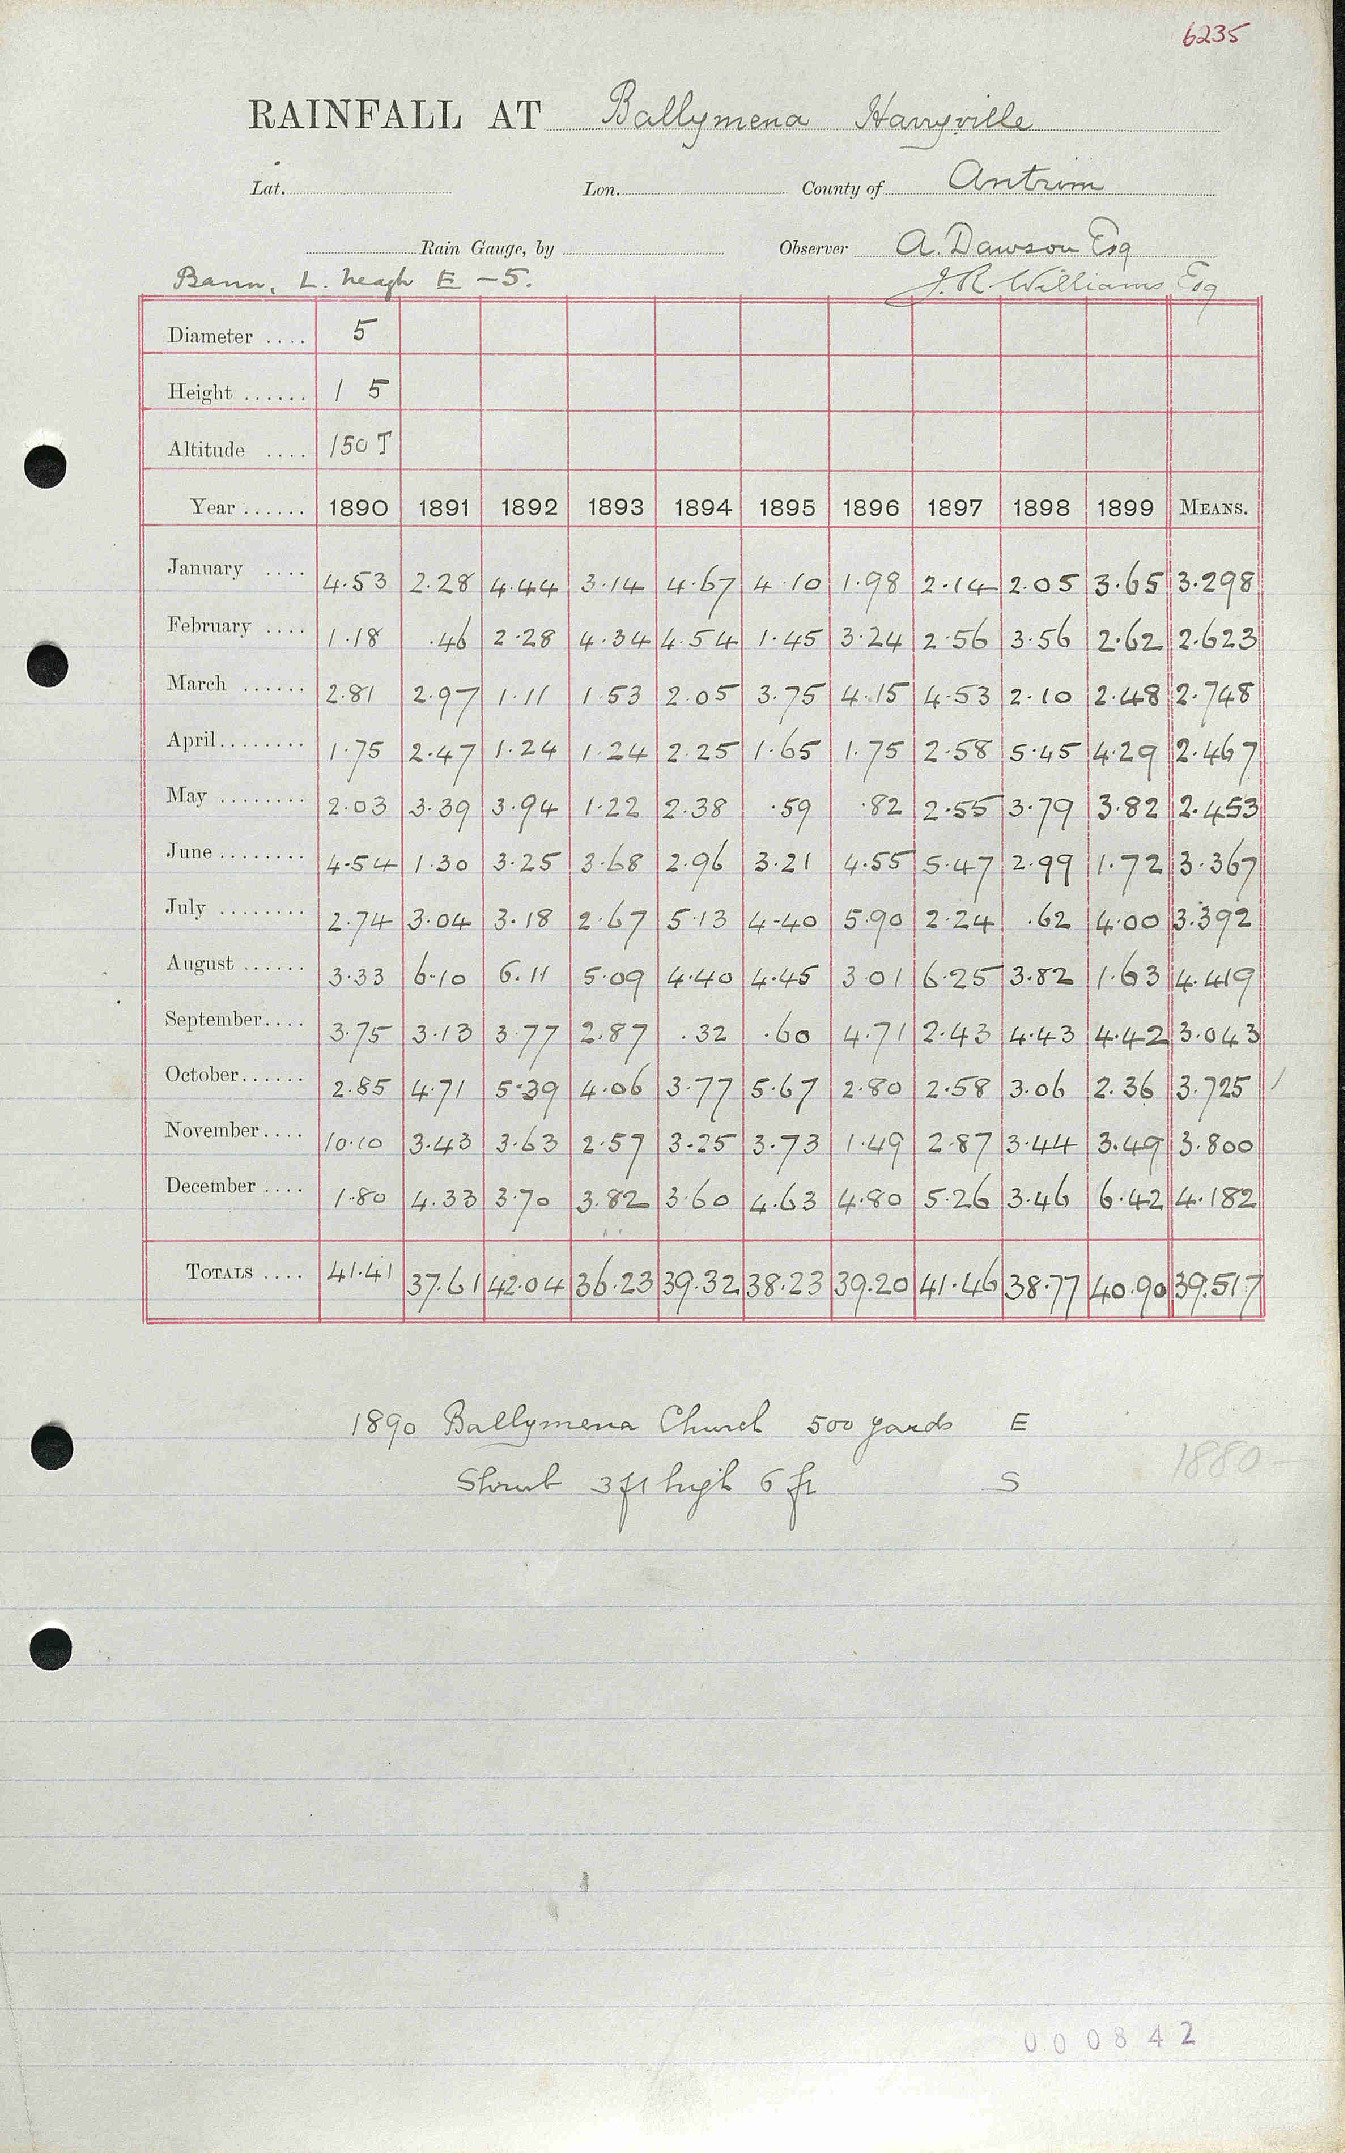 6235
RAINFALL AT Ballymena Harryville
Lat. Lon. County of Antrim
Rain Gauge, by Observer A. Dawson Esq
Bann, L. Neagh E - 5. J. R. Williams Esq
Diameter .... 5
Height ...... 1 5
Altitude .... 150 T
Year ...... 1890 1891 1892 1893 1894 1895 1896 1897 1898 1899 MEANS.
January .... 4.53 2.28 4.44 3.14 4.67 4.10 1.98 2.14 2.05 3.65 3.298
February .... 1.18 .46 2.28 4.34 4.54 1.45 3.24 2.56 3.56 2.62 2.623
March ...... 2.81 2.97 1.11 1.53 2.05 3.75 4.15 4.53 2.10 2.48 2.748
April........ 1.75 2.47 1.24 1.24 2.25 1.65 1.75 2.58 5.45 4.29 2.467
May ........ 2.03 3.39 3.94 1.22 2.38 .59 .82 2.55 3.79 3.82 2.453
June ........ 4.54 1.30 3.25 3.68 2.96 3.21 4.55 5.47 2.99 1.72 3.367
July ........ 2.74 3.04 3.18 2.67 5.13 4.40 5.90 2.24 .62 4.00 3.392
August ...... 3.33 6.10 6.11 5.09 4.40 4.45 3.01 6.25 3.82 1.63 4.419
September.... 3.75 3.13 3.77 2.87 .32 .60 4.71 2.43 4.43 4.42 3.043
October...... 2.85 4.71 5.39 4.06 3.77 5.67 2.80 2.58 3.06 2.36 3.725 /
November.... 10.10 3.43 3.63 2.57 3.25 3.73 1.49 2.87 3.44 3.49 3.800
December .... 1.80 4.33 3.70 3.82 3.60 4.63 4.80 5.26 3.46 6.42 4.182
TOTALS .... 41.41 37.61 42.04 36.23 39.32 38.23 39.20 41.46 38.77 40.90 39.517
1890 Ballymena Church 500 yards E
1880 -
Shrub 3 ft high 6 ft S
000842